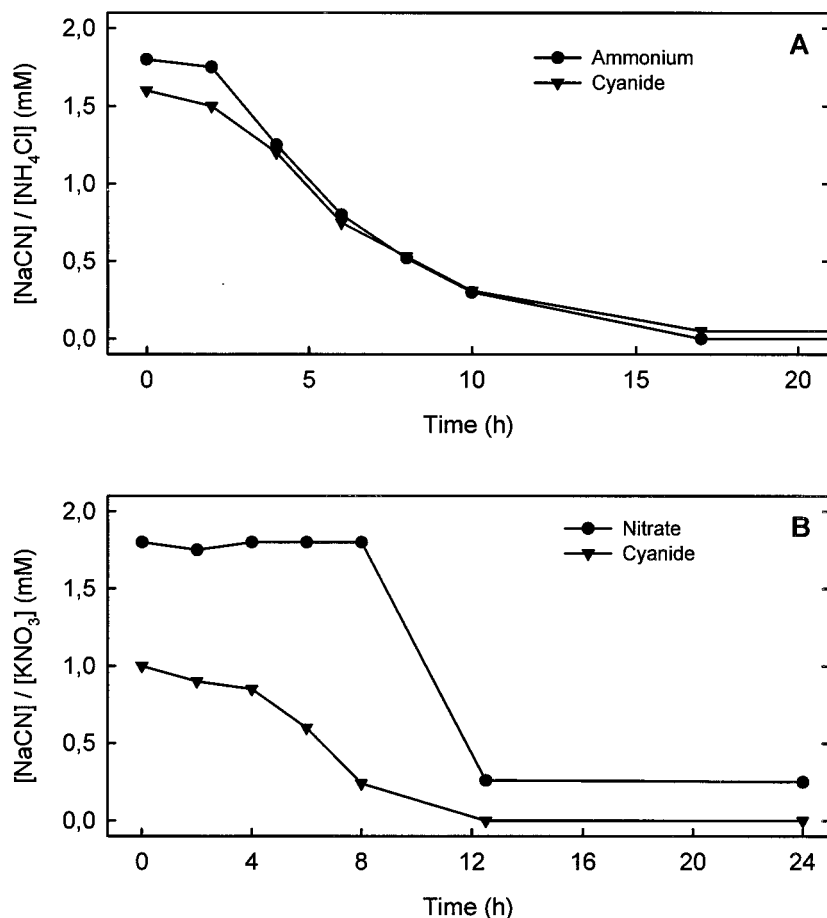 A
Ammonium
Cyanide
2,0
1,5
1,0
0,5
0,0
[NaCN] / [NH4Cl] (mM)
0 5 10 15 20
Time (h)
B
Nitrate
Cyanide
2,0
1,5
1,0
0,5
0,0
[NaCN] / [KNO3] (mM)
0 4 8 12 16 20 24
Time (h)